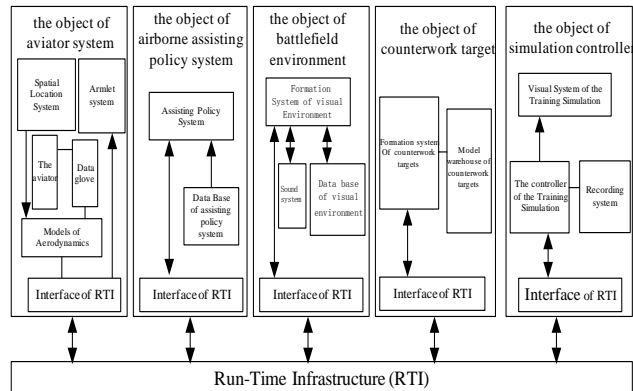 the object of
aviator system
Spatial
Location
System
Armlet
system
The
aviator
Data
glove
Models of
Aerodynamics
Interface of RTI
the object of
airborne assisting
policy system
Assisting Policy
System
Data Base
of assisting
policy
system
Interface of RTI
the object of
battlefield
environment
Formation
System of visual
Environment
Sound
system
Data base
of visual
environment
Interface of RTI
the object of
counterwork target
Formation system
Of counterwork
targets
Model
warehouse of
counterwork
targets
Interface of RTI
the object of
simulation controller
Visual System of the
Training Simulation
The controller
of the Training
Simulation
Recording
system
Interface of RTI
Run-Time Infrastructure (RTI)